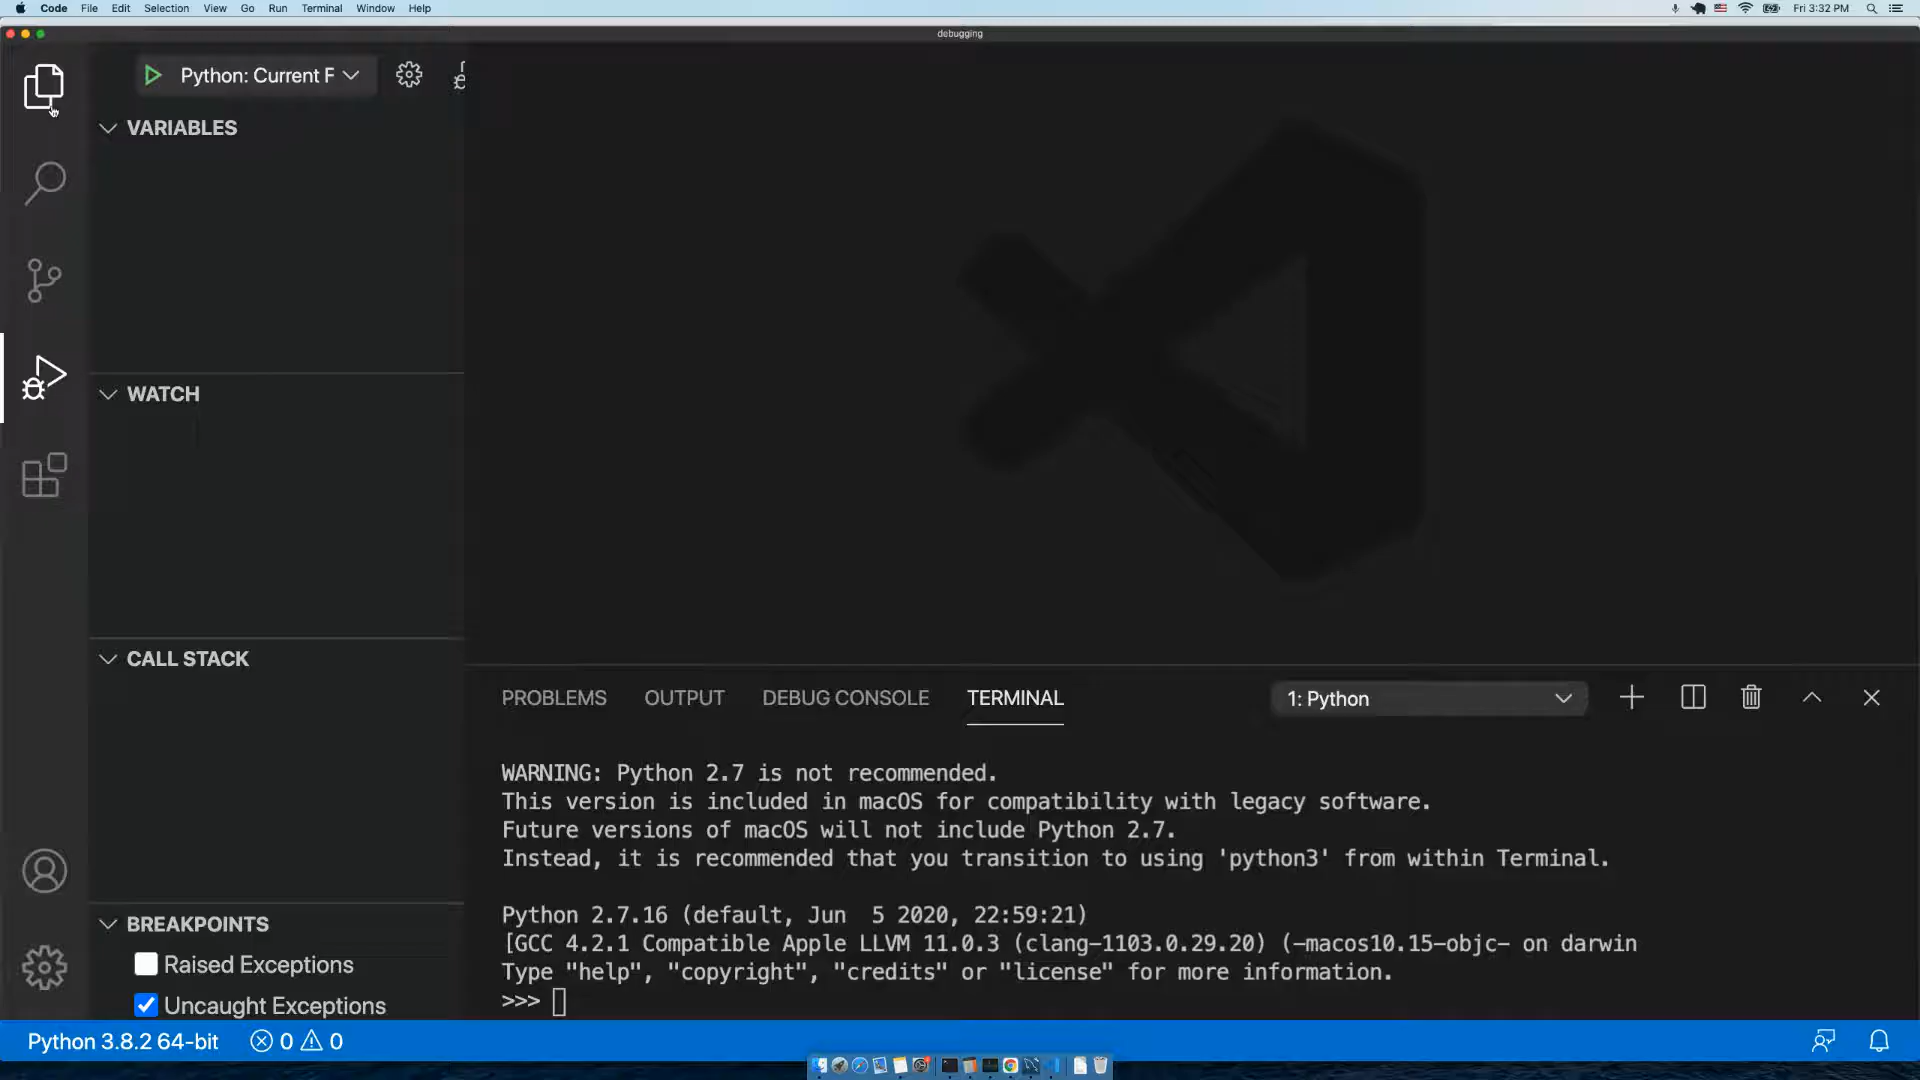 Code File Edit Selection View Go Run Terminal Window Help
Fri 3:32 PM
debugging
Python: Current F
VARIABLES
WATCH
CALL STACK
BREAKPOINTS
Raised Exceptions
Uncaught Exceptions
PROBLEMS OUTPUT DEBUG CONSOLE TERMINAL
1: Python
WARNING: Python 2.7 is not recommended.
This version is included in macOS for compatibility with legacy software.
Future versions of macOS will not include Python 2.7.
Instead, it is recommended that you transition to using 'python3' from within Terminal.
Python 2.7.16 (default, Jun  5 2020, 22:59:21)
[GCC 4.2.1 Compatible Apple LLVM 11.0.3 (clang-1103.0.29.20) (-macos10.15-objc- on darwin
Type "help", "copyright", "credits" or "license" for more information.
>>>
Python 3.8.2 64-bit 0 0